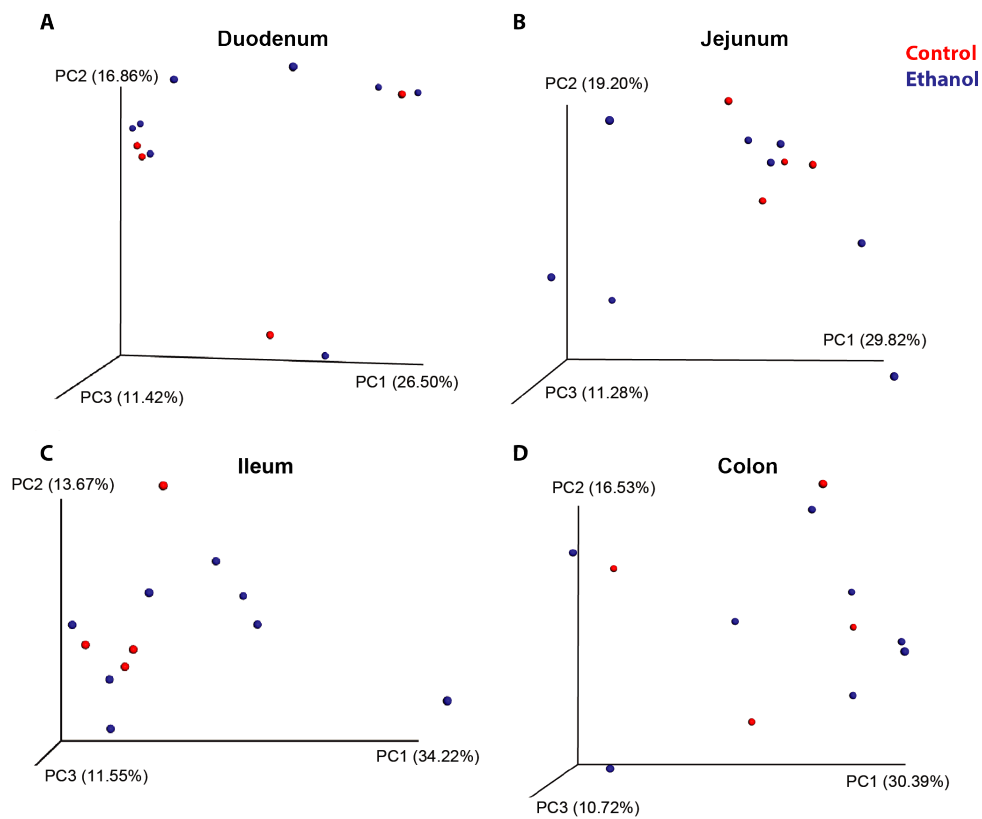 A
Duodenum
PC2 (16.86%)
PC1 (26.50%)
PC3 (11.42%)
B
Jejunum
Control
Ethanol
PC2 (19.20%)
PC1 (29.82%)
PC3 (11.28%)
C
Ileum
PC2 (13.67%)
PC1 (34.22%)
PC3 (11.55%)
D
Colon
PC2 (16.53%)
PC1 (30.39%)
PC3 (10.72%)